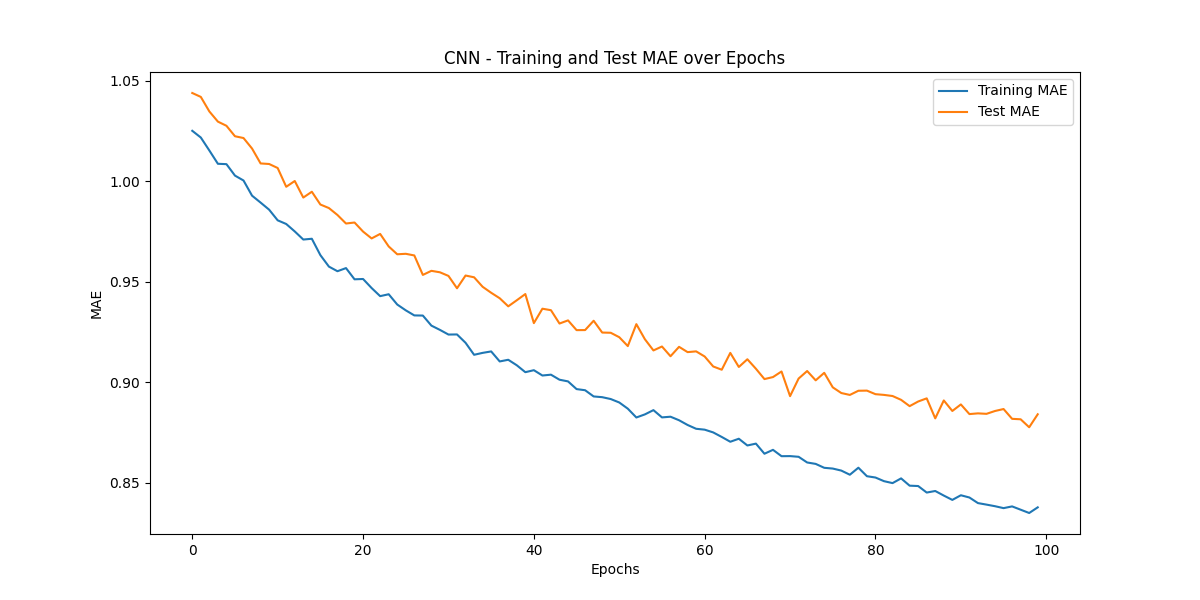 CNN - Training and Test MAE over Epochs
Training MAE
Test MAE
MAE
1.05
1.00
0.95
0.90
0.85
0 20 40 60 80 100
Epochs